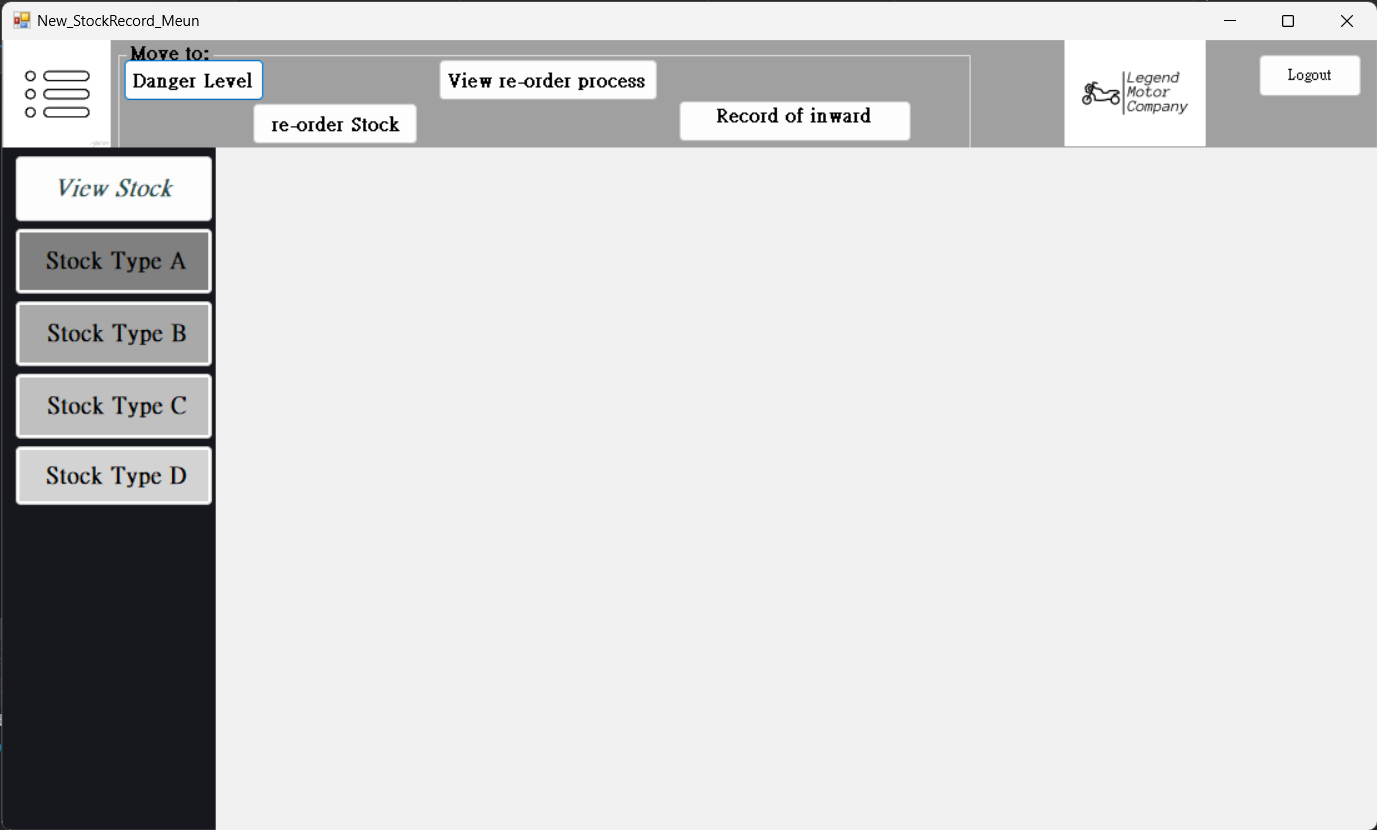 New_StockRecord_Meun
Move to:
Danger Level
View re-order process
re-order Stock
Record of inward
Legend
Motor
Company
Logout
View Stock
Stock Type A
Stock Type B
Stock Type C
Stock Type D